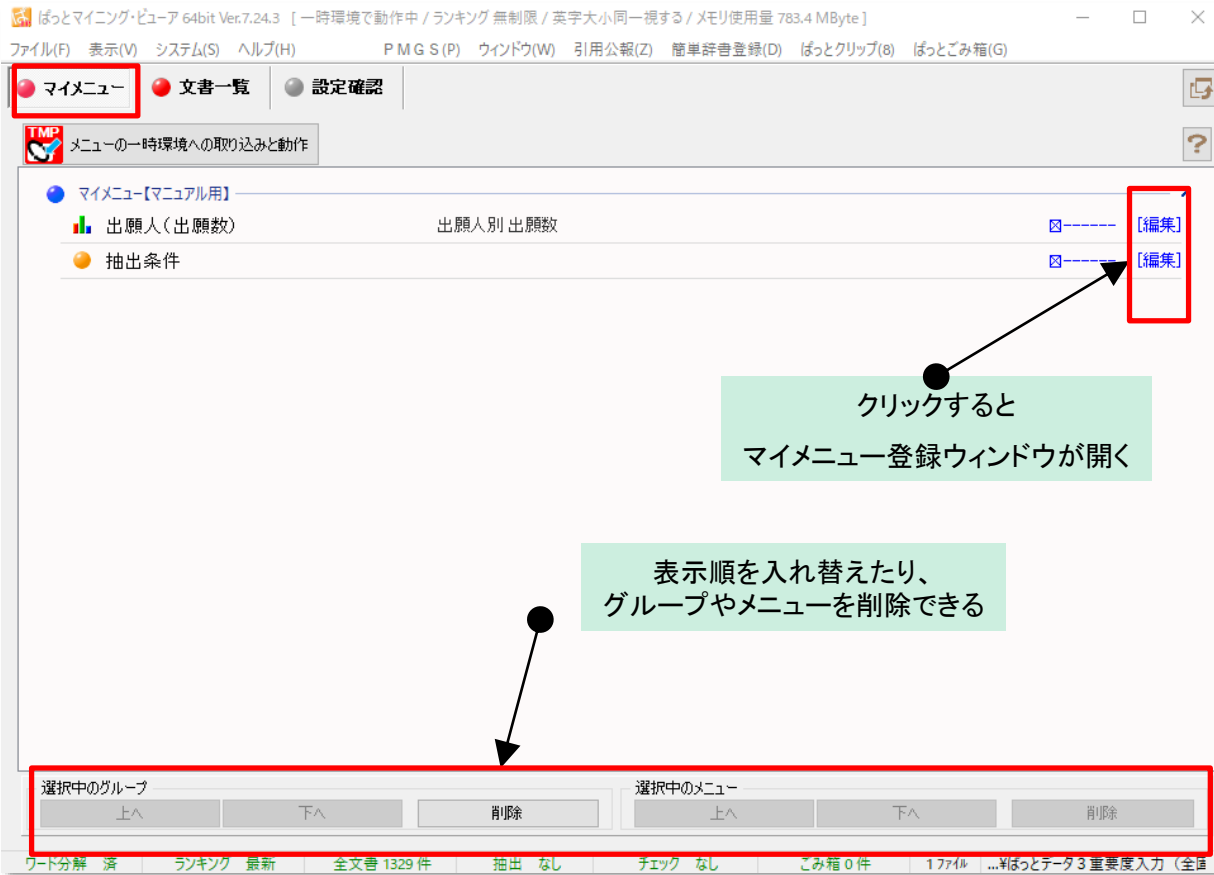 ぱっとマイニング・ビューア 64bit Ver.7.24.3 [ 一時環境で動作中 / ランキング 無制限 / 英字大小同一視する / メモリ使用量 783.4 MByte ]
ファイル(F) 表示(V) システム(S) ヘルプ(H) P M G S (P) ウィンドウ(W) 引用公報(Z) 簡単辞書登録(D) ぱっとクリップ(8) ぱっとごみ箱(G)
マイメニュー 文書一覧 設定確認
TMP メニューの一時環境への取り込みと動作 ?
マイメニュー【マニュアル用】
出願人（出願数） 出願人別 出願数 ☒------ [編集]
抽出条件 ☒------ [編集]
クリックすると
マイメニュー登録ウィンドウが開く
表示順を入れ替えたり、
グループやメニューを削除できる
選択中のグループ 選択中のメニュー
上へ 下へ 削除 上へ 下へ 削除
ワード分解 済 ランキング 最新 全文書 1329 件 抽出 なし チェック なし ごみ箱 0 件 1 ファイル ...¥ぱっとデータ３重要度入力（全